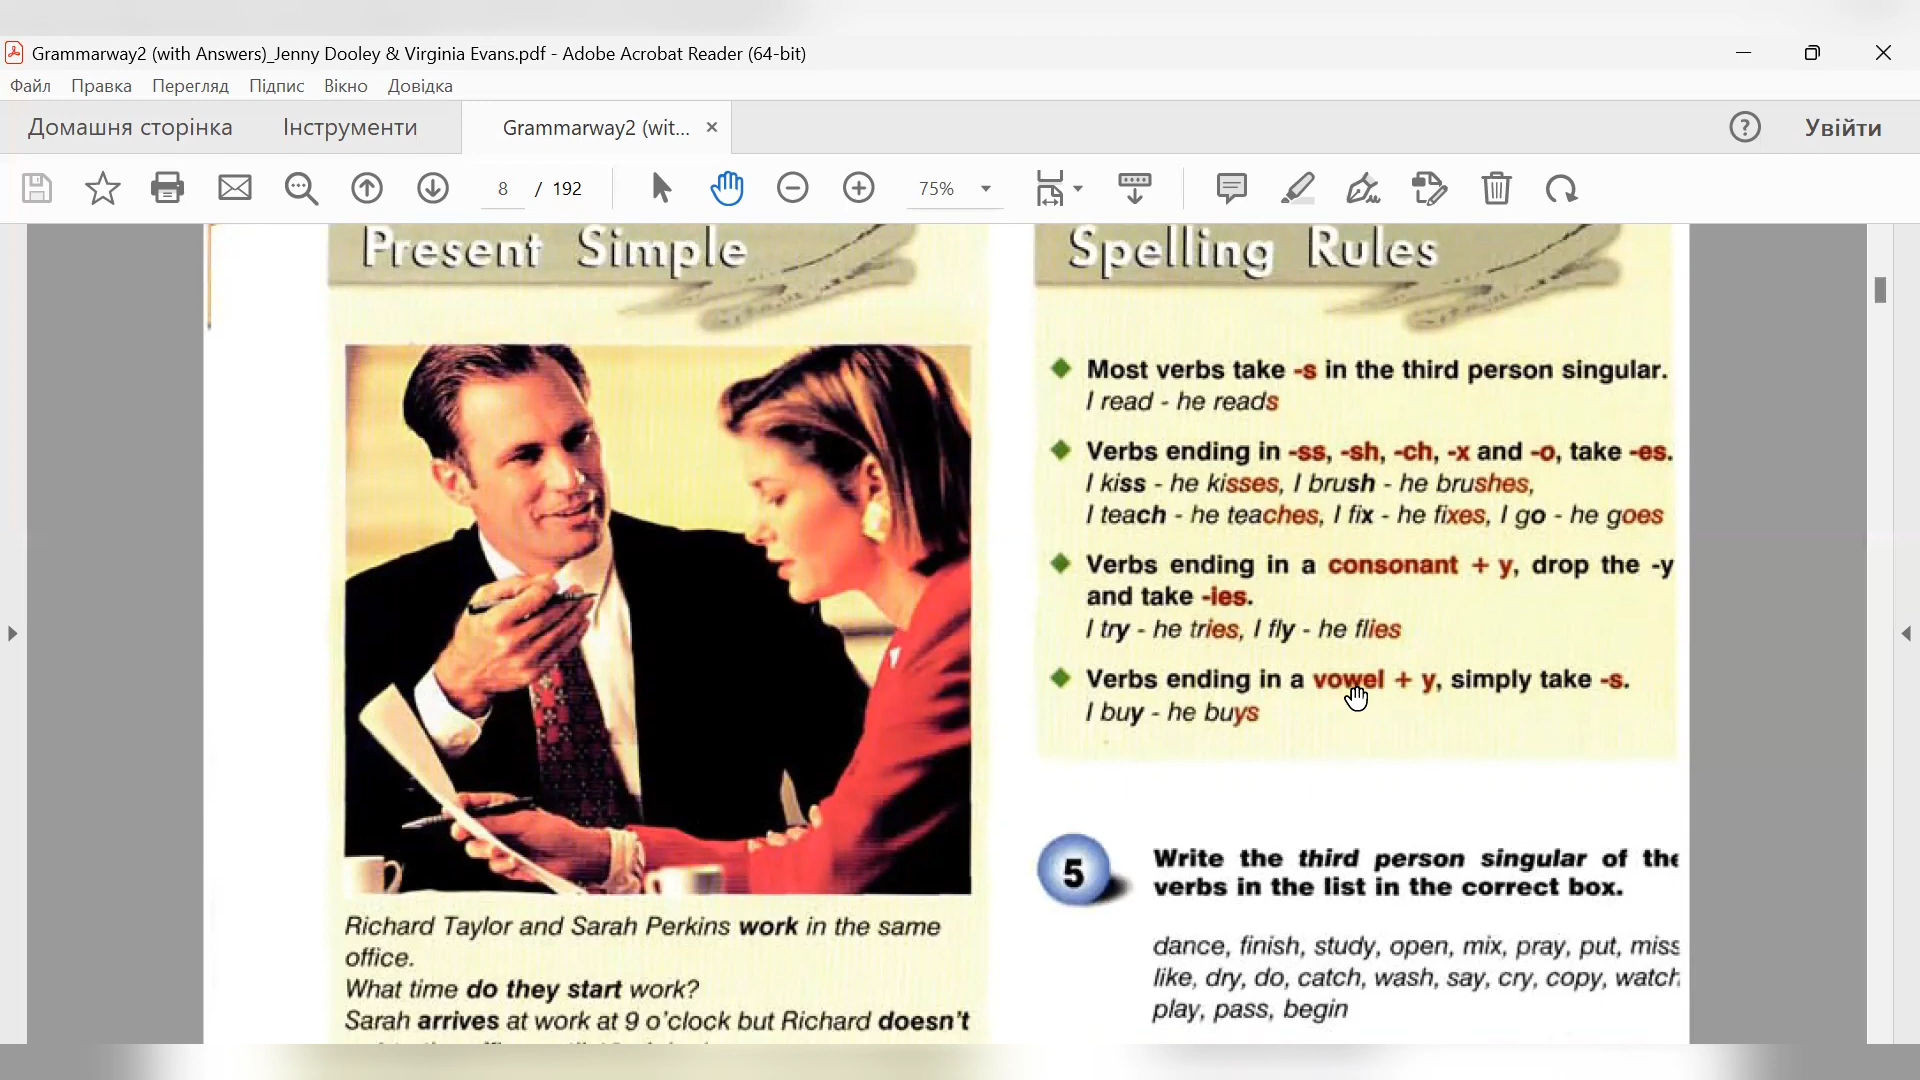 Grammarway2 (with Answers)_Jenny Dooley & Virginia Evans.pdf - Adobe Acrobat Reader (64-bit)
Файл Правка Перегляд Підпис Вікно Довідка
Домашня сторінка Інструменти Grammarway2 (wit... Увійти
8 / 192 75%
Present Simple
Richard Taylor and Sarah Perkins work in the same
office.
What time do they start work?
Sarah arrives at work at 9 o'clock but Richard doesn't
Spelling Rules
Most verbs take -s in the third person singular.
I read - he reads
Verbs ending in -ss, -sh, -ch, -x and -o, take -es.
I kiss - he kisses, I brush - he brushes,
I teach - he teaches, I fix - he fixes, I go - he goes
Verbs ending in a consonant + y, drop the -y
and take -ies.
I try - he tries, I fly - he flies
Verbs ending in a vowel + y, simply take -s.
I buy - he buys
5
Write the third person singular of the
verbs in the list in the correct box.
dance, finish, study, open, mix, pray, put, miss
like, dry, do, catch, wash, say, cry, copy, watch,
play, pass, begin